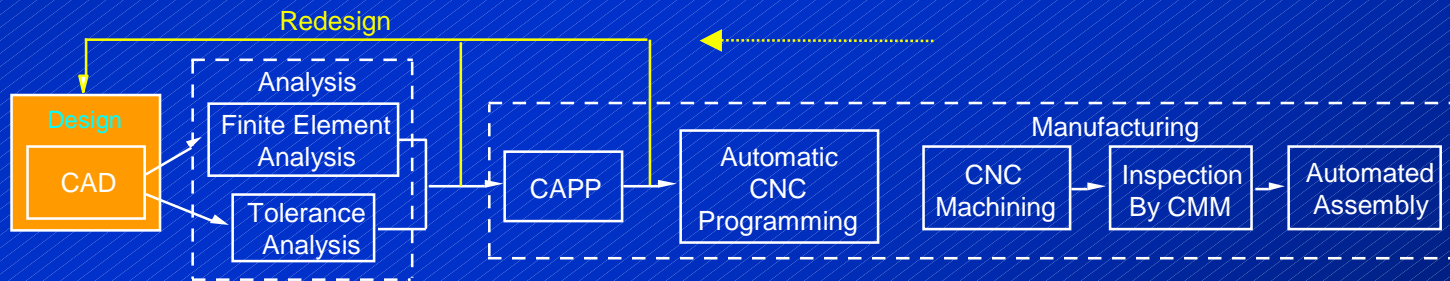 Redesign
Analysis
Design
Finite Element
Analysis
CAD
Tolerance
Analysis
CAPP
Automatic
CNC
Programming
Manufacturing
CNC
Machining
Inspection
By CMM
Automated
Assembly